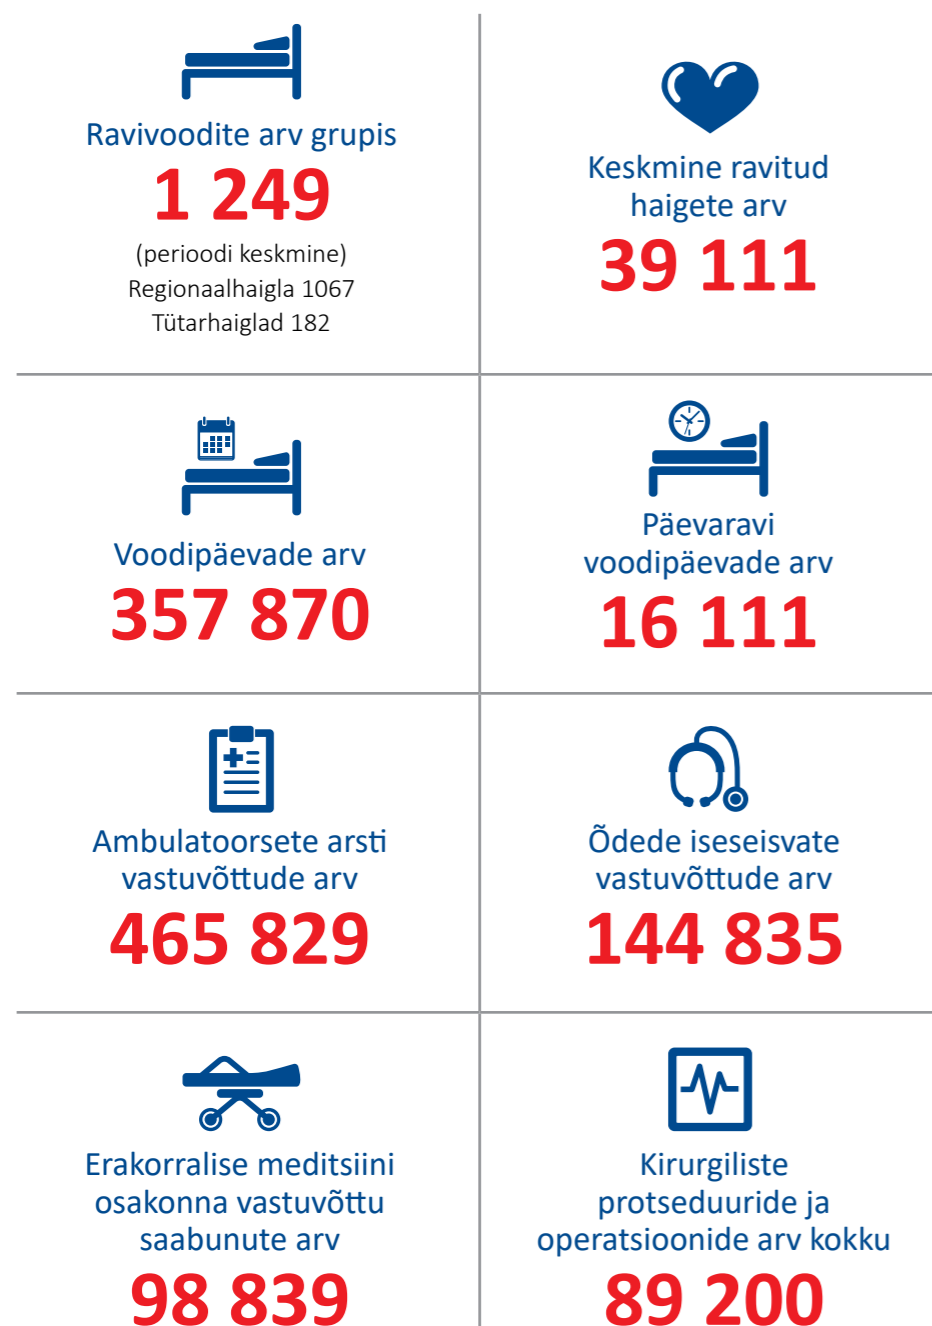 Ravivoodite arv grupis
1 249
(perioodi keskmine)
Regionaalhaigla 1067
Tütarhaiglad 182
Keskmine ravitud
haigete arv
39 111
Voodipäevade arv
357 870
Päevaravi
voodipäevade arv
16 111
Ambulatoorsete arsti
vastuvõttude arv
465 829
Õdede iseseisvate
vastuvõttude arv
144 835
Erakorralise meditsiini
osakonna vastuvõttu
saabunute arv
98 839
Kirurgiliste
protseduuride ja
operatsioonide arv kokku
89 200